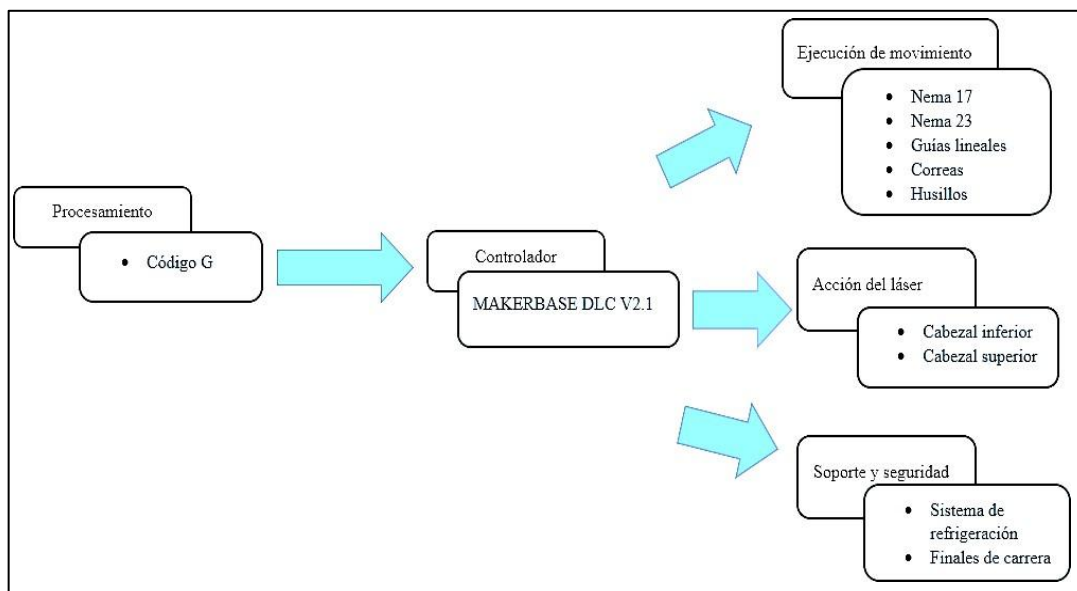 Procesamiento
• Código G
Controlador
MAKERBASE DLC V2.1
Ejecución de movimiento
• Nema 17
• Nema 23
• Guías lineales
• Correas
• Husillos
Acción del láser
• Cabezal inferior
• Cabezal superior
Soporte y seguridad
• Sistema de
refrigeración
• Finales de carrera